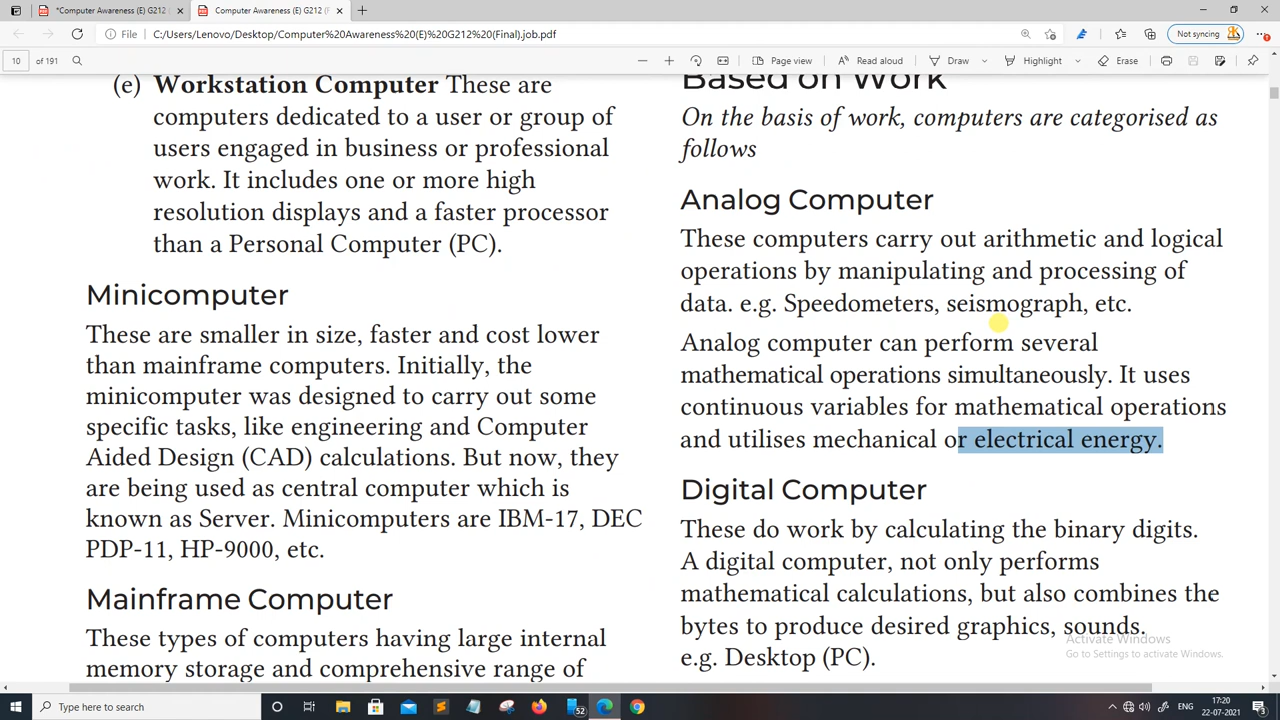 *Computer Awareness (E) G212
Computer Awareness (E) G212 (F
File
C:/Users/Lenovo/Desktop/Computer%20Awareness%20(E)%20G212%20(Final).job.pdf
Not syncing
10 of 191
Page view
Read aloud
Draw
Highlight
Erase
(e) Workstation Computer These are
computers dedicated to a user or group of
users engaged in business or professional
work. It includes one or more high
resolution displays and a faster processor
than a Personal Computer (PC).
Minicomputer
These are smaller in size, faster and cost lower
than mainframe computers. Initially, the
minicomputer was designed to carry out some
specific tasks, like engineering and Computer
Aided Design (CAD) calculations. But now, they
are being used as central computer which is
known as Server. Minicomputers are IBM-17, DEC
PDP-11, HP-9000, etc.
Mainframe Computer
These types of computers having large internal
memory storage and comprehensive range of
Based on Work
On the basis of work, computers are categorised as
follows
Analog Computer
These computers carry out arithmetic and logical
operations by manipulating and processing of
data. e.g. Speedometers, seismograph, etc.
Analog computer can perform several
mathematical operations simultaneously. It uses
continuous variables for mathematical operations
and utilises mechanical or electrical energy.
Digital Computer
These do work by calculating the binary digits.
A digital computer, not only performs
mathematical calculations, but also combines the
bytes to produce desired graphics, sounds.
e.g. Desktop (PC).
Activate Windows
Go to Settings to activate Windows.
Type here to search
52
ENG
17:20
22-07-2021
3